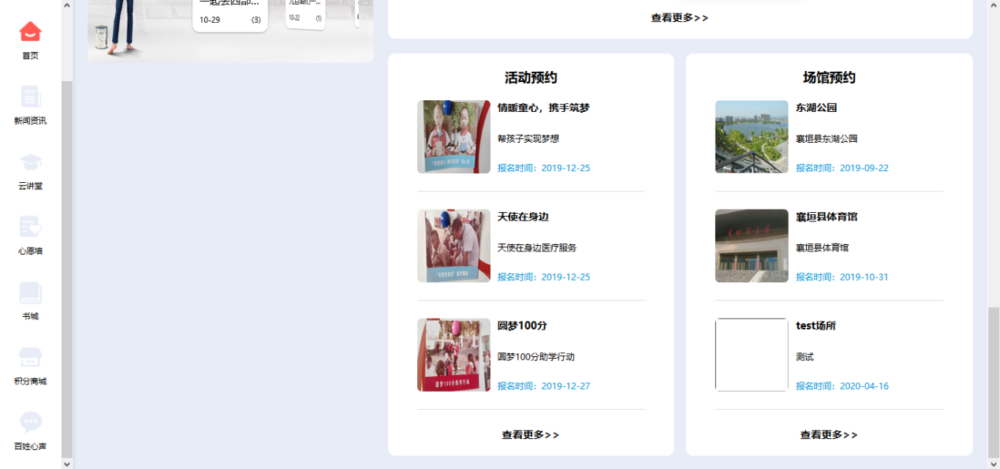 首页
新闻资讯
云讲堂
心愿墙
书城
积分商城
百姓心声
一起去西部...
10-29
(3)
10-22
(1)
查看更多>>
活动预约
情暖童心，携手筑梦
帮孩子实现梦想
报名时间：2019-12-25
天使在身边
天使在身边医疗服务
报名时间：2019-12-25
圆梦100分
圆梦100分助学行动
报名时间：2019-12-27
查看更多>>
场馆预约
东湖公园
襄垣县东湖公园
报名时间：2019-09-22
襄垣县体育馆
襄垣县体育馆
报名时间：2019-10-31
test场所
测试
报名时间：2020-04-16
查看更多>>